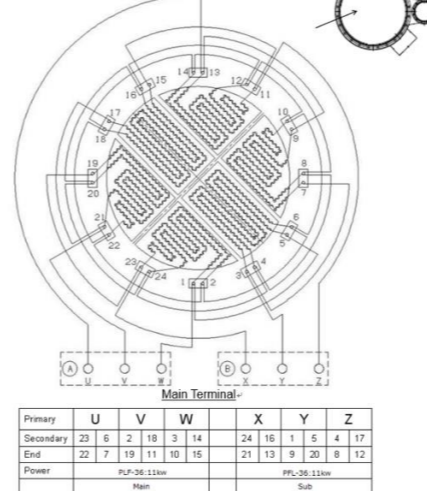 14 13
16 15 12 11
17 18 10 9
19 20 8 7
21 22 6 5
23 24 1 2 3 4
A U V W B X Y Z
Main Terminal
Primary U V W X Y Z
Secondary 23 6 2 18 3 14 24 16 1 5 4 17
End 22 7 19 11 10 15 21 13 9 20 8 12
Power PLF-36:11kw PFL-36:11kw
Main Sub